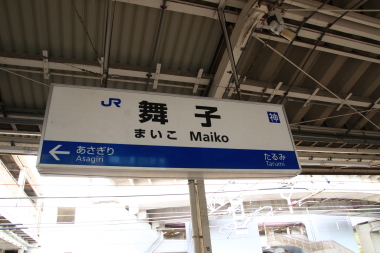 JR 舞子 神
まいこ Maiko
← あさぎり たるみ
Asagiri Tarumi